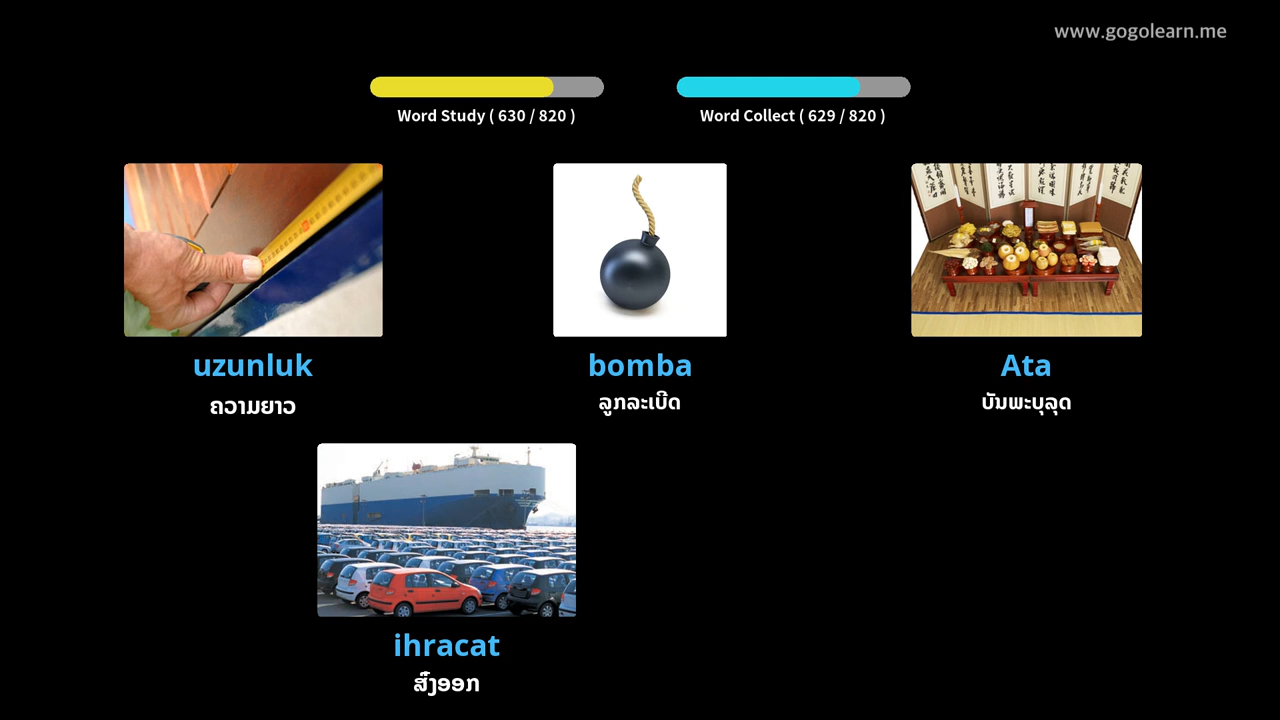 www.gogolearn.me
Word Study ( 630 / 820 )
Word Collect ( 629 / 820 )
uzunluk
ຄວາມຍາວ
bomba
ລູກລະເບີດ
Ata
ບັນພະບຸລຸດ
ihracat
ສົ່ງອອກ